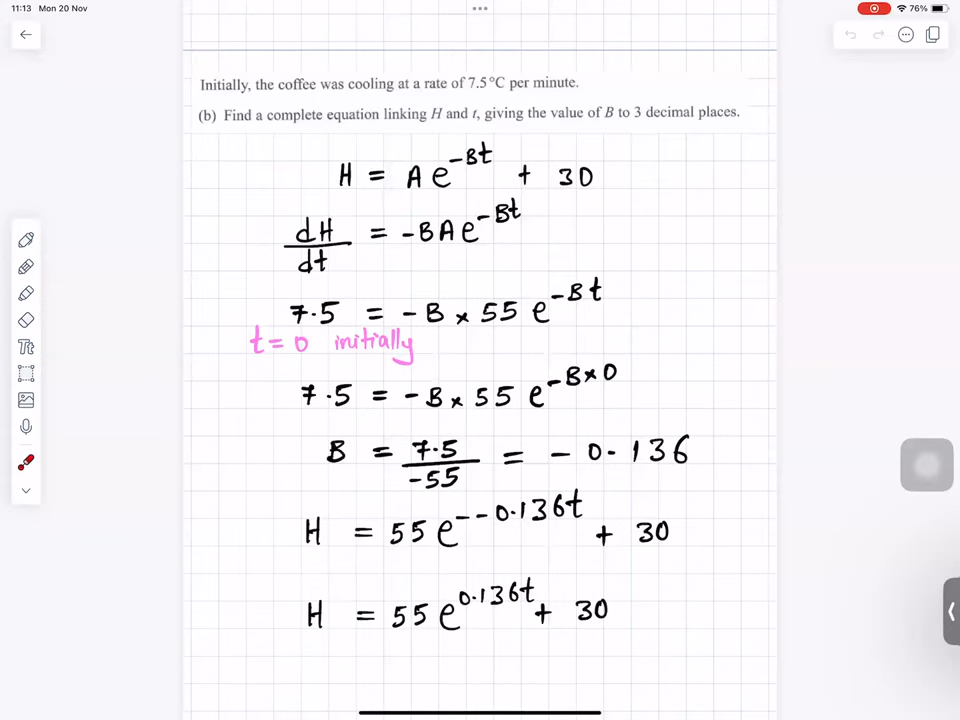 11:13 Mon 20 Nov
76%
Initially, the coffee was cooling at a rate of 7.5 °C per minute.
(b) Find a complete equation linking H and t, giving the value of B to 3 decimal places.
H = Ae^{-Bt} + 30
dH/dt = -BAe^{-Bt}
7.5 = -B × 55 e^{-Bt}
t = 0 initially
7.5 = -B × 55 e^{-B×0}
B = 7.5/-55 = -0.136
H = 55 e^{--0.136t} + 30
H = 55 e^{0.136t} + 30
Tt